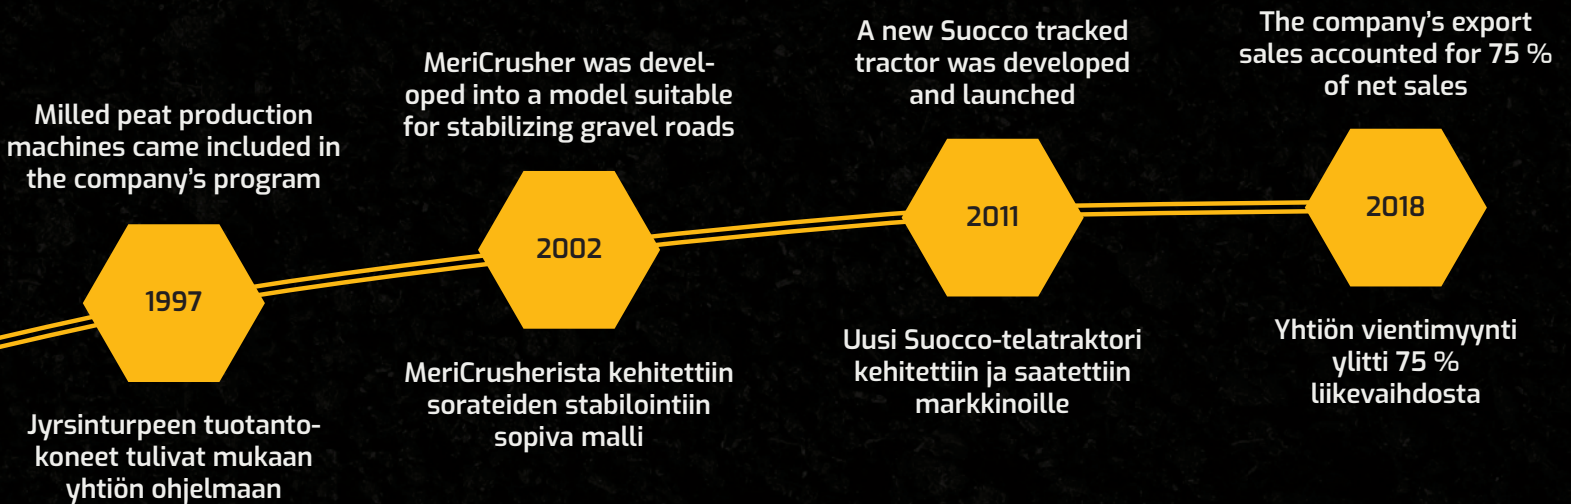 Milled peat production
machines came included in
the company's program
1997
Jyrsinturpeen tuotanto-
koneet tulivat mukaan
yhtiön ohjelmaan
MeriCrusher was devel-
oped into a model suitable
for stabilizing gravel roads
2002
MeriCrusherista kehitettiin
sorateiden stabilointiin
sopiva malli
A new Suocco tracked
tractor was developed
and launched
2011
Uusi Suocco-telatraktori
kehitettiin ja saatettiin
markkinoille
The company's export
sales accounted for 75 %
of net sales
2018
Yhtiön vientimyynti
ylitti 75 %
liikevaihdosta